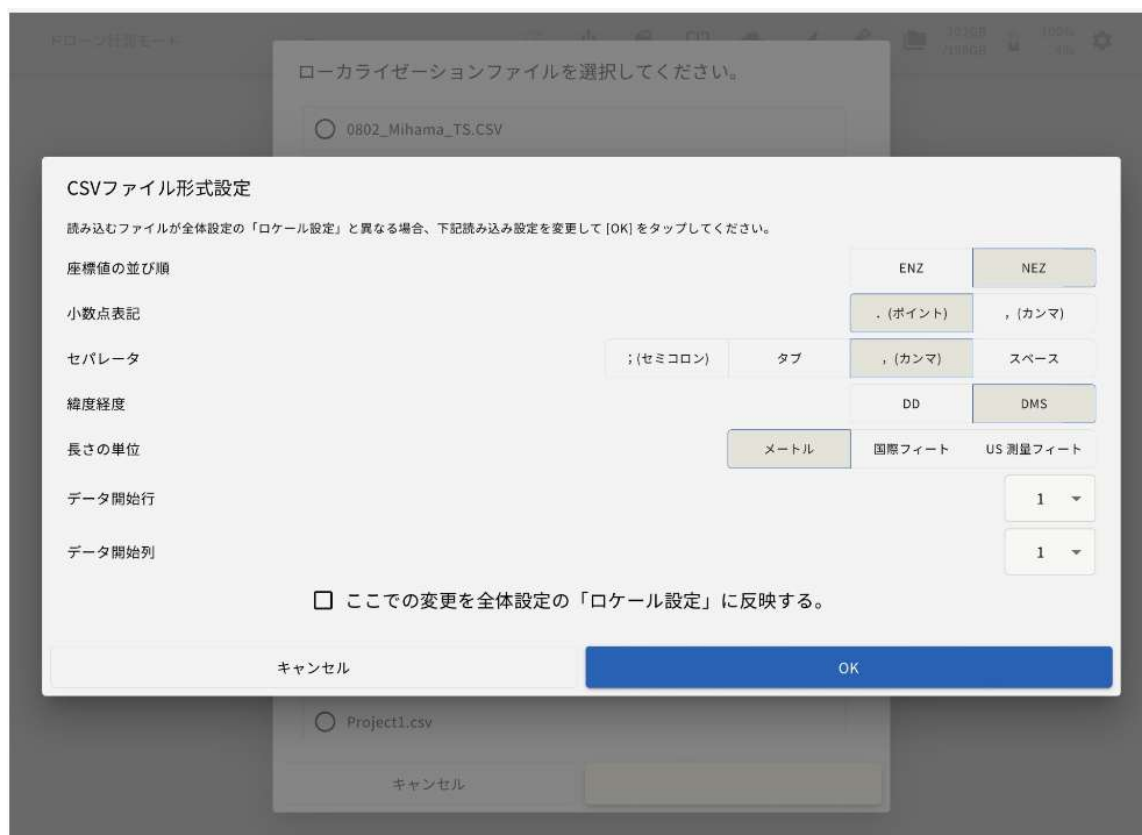 ドローン計測モード
ローカライゼーションファイルを選択してください。
0802_Mihama_TS.CSV
CSVファイル形式設定
読み込むファイルが全体設定の「ロケール設定」と異なる場合、下記読み込み設定を変更して [OK] をタップしてください。
座標値の並び順 ENZ NEZ
小数点表記 . (ポイント) , (カンマ)
セパレータ ; (セミコロン) タブ , (カンマ) スペース
緯度経度 DD DMS
長さの単位 メートル 国際フィート US 測量フィート
データ開始行 1
データ開始列 1
ここでの変更を全体設定の「ロケール設定」に反映する。
キャンセル OK
Project1.csv
キャンセル